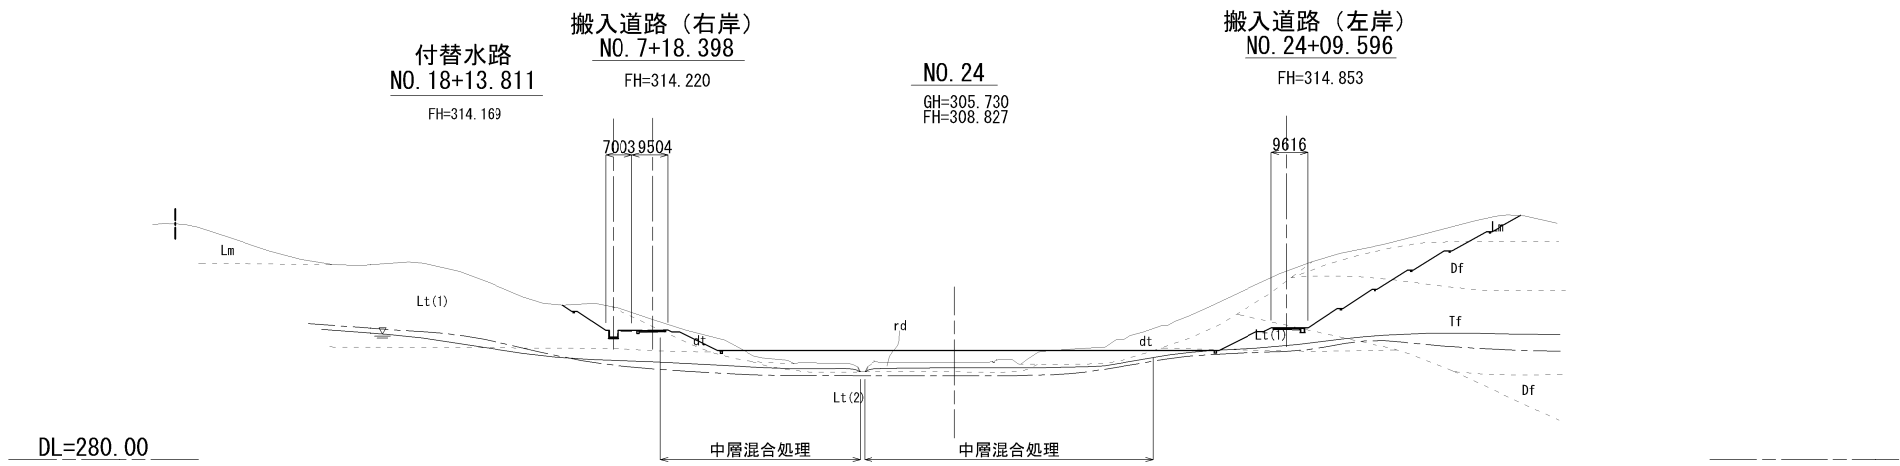 搬入道路（右岸）
NO. 7+18. 398
FH=314. 220
搬入道路（左岸）
NO. 24+09. 596
FH=314. 853
付替水路
NO. 18+13. 811
FH=314. 169
NO. 24
GH=305. 730
FH=308. 827
7003
9504
9616
Lm
Lm
Df
Lt(1)
Tf
rd
dt
dt
Lt(1)
Lt(2)
Df
DL=280. 00
中層混合処理
中層混合処理